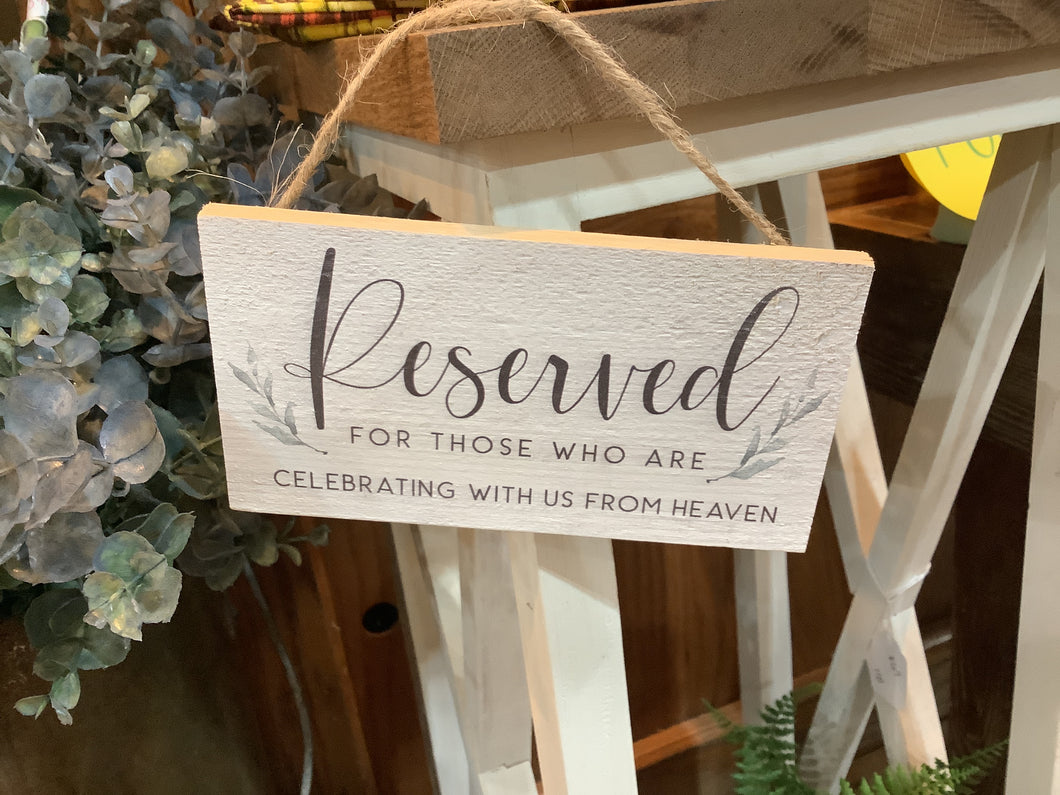 Reserved
FOR THOSE WHO ARE
CELEBRATING WITH US FROM HEAVEN